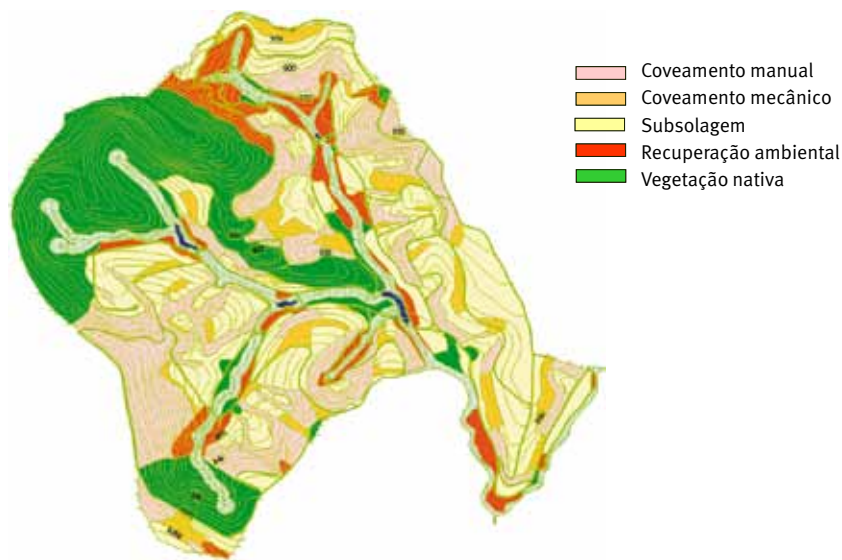 Coveamento manual
Coveamento mecânico
Subsolagem
Recuperação ambiental
Vegetação nativa